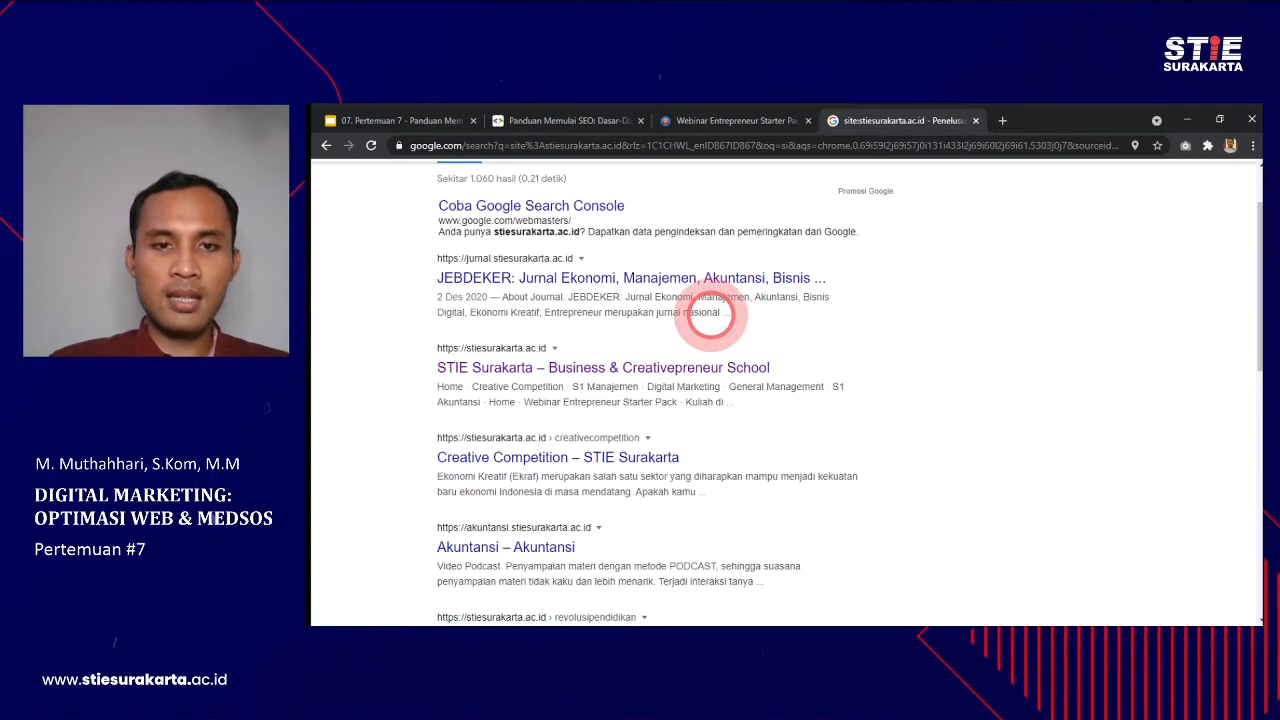 STiE
SURAKARTA
07. Pertemuan 7 - Panduan Mem
Panduan Memulai SEO: Dasar-Da
Webinar Entrepreneur Starter Pa
site:stiesurakarta.ac.id - Penelusu
google.com/search?q=site%3Astiesurakarta.ac.id&rlz=1C1CHWL_enID867ID867&oq=si&aqs=chrome.0.69i59l2j69i57j0i131i433l2j69i60l2j69i61.5303j0j7&sourceid...
Sekitar 1.060 hasil (0,21 detik)
Promosi Google
Coba Google Search Console
www.google.com/webmasters/
Anda punya stiesurakarta.ac.id? Dapatkan data pengindeksan dan pemeringkatan dari Google.
https://jurnal.stiesurakarta.ac.id
JEBDEKER: Jurnal Ekonomi, Manajemen, Akuntansi, Bisnis ...
2 Des 2020 — About Journal. JEBDEKER: Jurnal Ekonomi, Manajemen, Akuntansi, Bisnis
Digital, Ekonomi Kreatif, Entrepreneur merupakan jurnal nasional ...
https://stiesurakarta.ac.id
STIE Surakarta – Business & Creativepreneur School
Home · Creative Competition · S1 Manajemen · Digital Marketing · General Management · S1
Akuntansi · Home · Webinar Entrepreneur Starter Pack · Kuliah di ...
https://stiesurakarta.ac.id › creativecompetition
Creative Competition – STIE Surakarta
Ekonomi Kreatif (Ekraf) merupakan salah satu sektor yang diharapkan mampu menjadi kekuatan
baru ekonomi Indonesia di masa mendatang. Apakah kamu ...
https://akuntansi.stiesurakarta.ac.id
Akuntansi – Akuntansi
Video Podcast. Penyampaian materi dengan metode PODCAST, sehingga suasana
penyampaian materi tidak kaku dan lebih menarik. Terjadi interaksi tanya ...
https://stiesurakarta.ac.id › revolusipendidikan
M. Muthahhari, S.Kom, M.M
DIGITAL MARKETING:
OPTIMASI WEB & MEDSOS
Pertemuan #7
www.stiesurakarta.ac.id